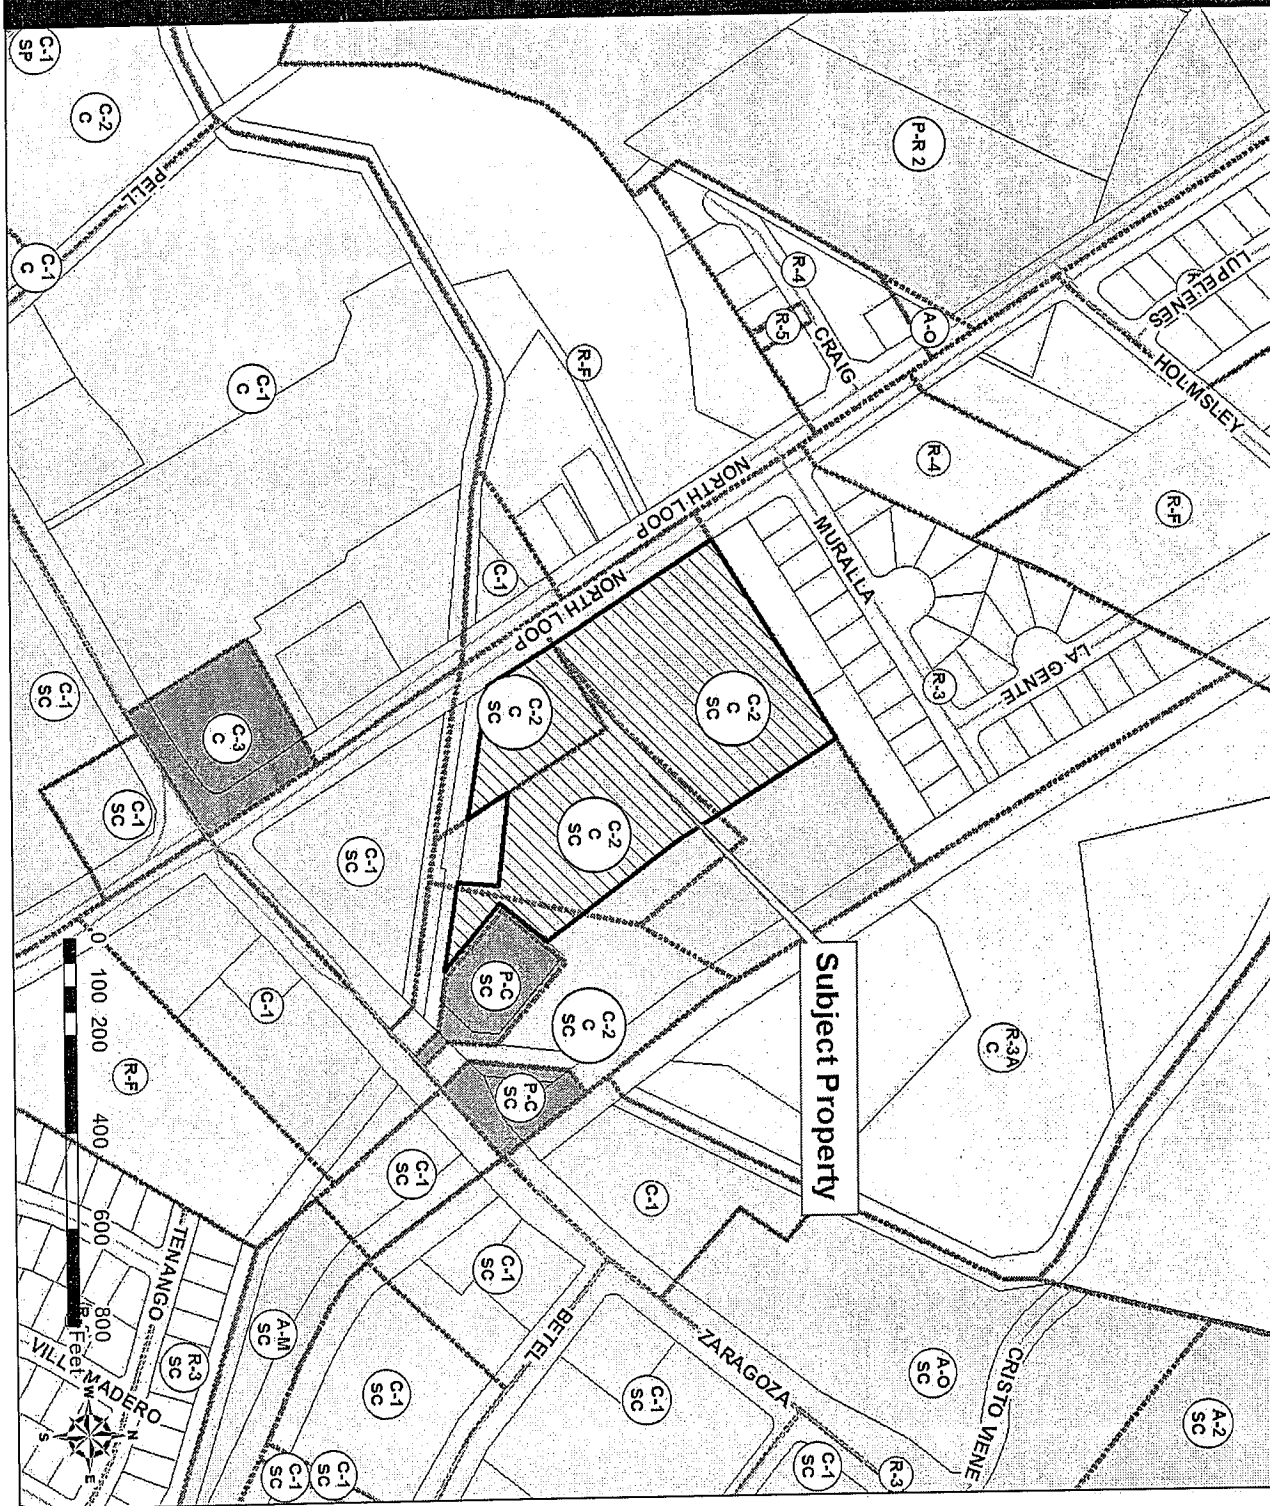 LUPE LENES
HOLMSLEY
R-F
A-2
SC
CRISTO VIENE
R-3A
C
A-O
SC
R-3
LA GENTE
R-3
R-4
P-R 2
A-O
MURALLA
Subject Property
C-1
SC
CRAIG
R-4
R-5
ZARAGOZA
NORTH LOOP
C-2
C
SC
C-1
C-1
SC
R-F
NORTH LOOP
C-2
C
SC
C-2
C
SC
C-2
C
SC
BETEL
P-C
SC
P-C
SC
C-1
C-1
SC
C-1
SC
C-1
SC
C-1
SC
C-1
SC
C-1
SC
A-M
SC
C-1
C-1
C
C-3
C
PELL
R-F
TENANGO
R-3
SC
C-1
SC
C-2
C
VILLA MADERO
C-1
SC
C-1
C
C-1
SP
0 100 200 400 600 800
Feet
N
W
E
S